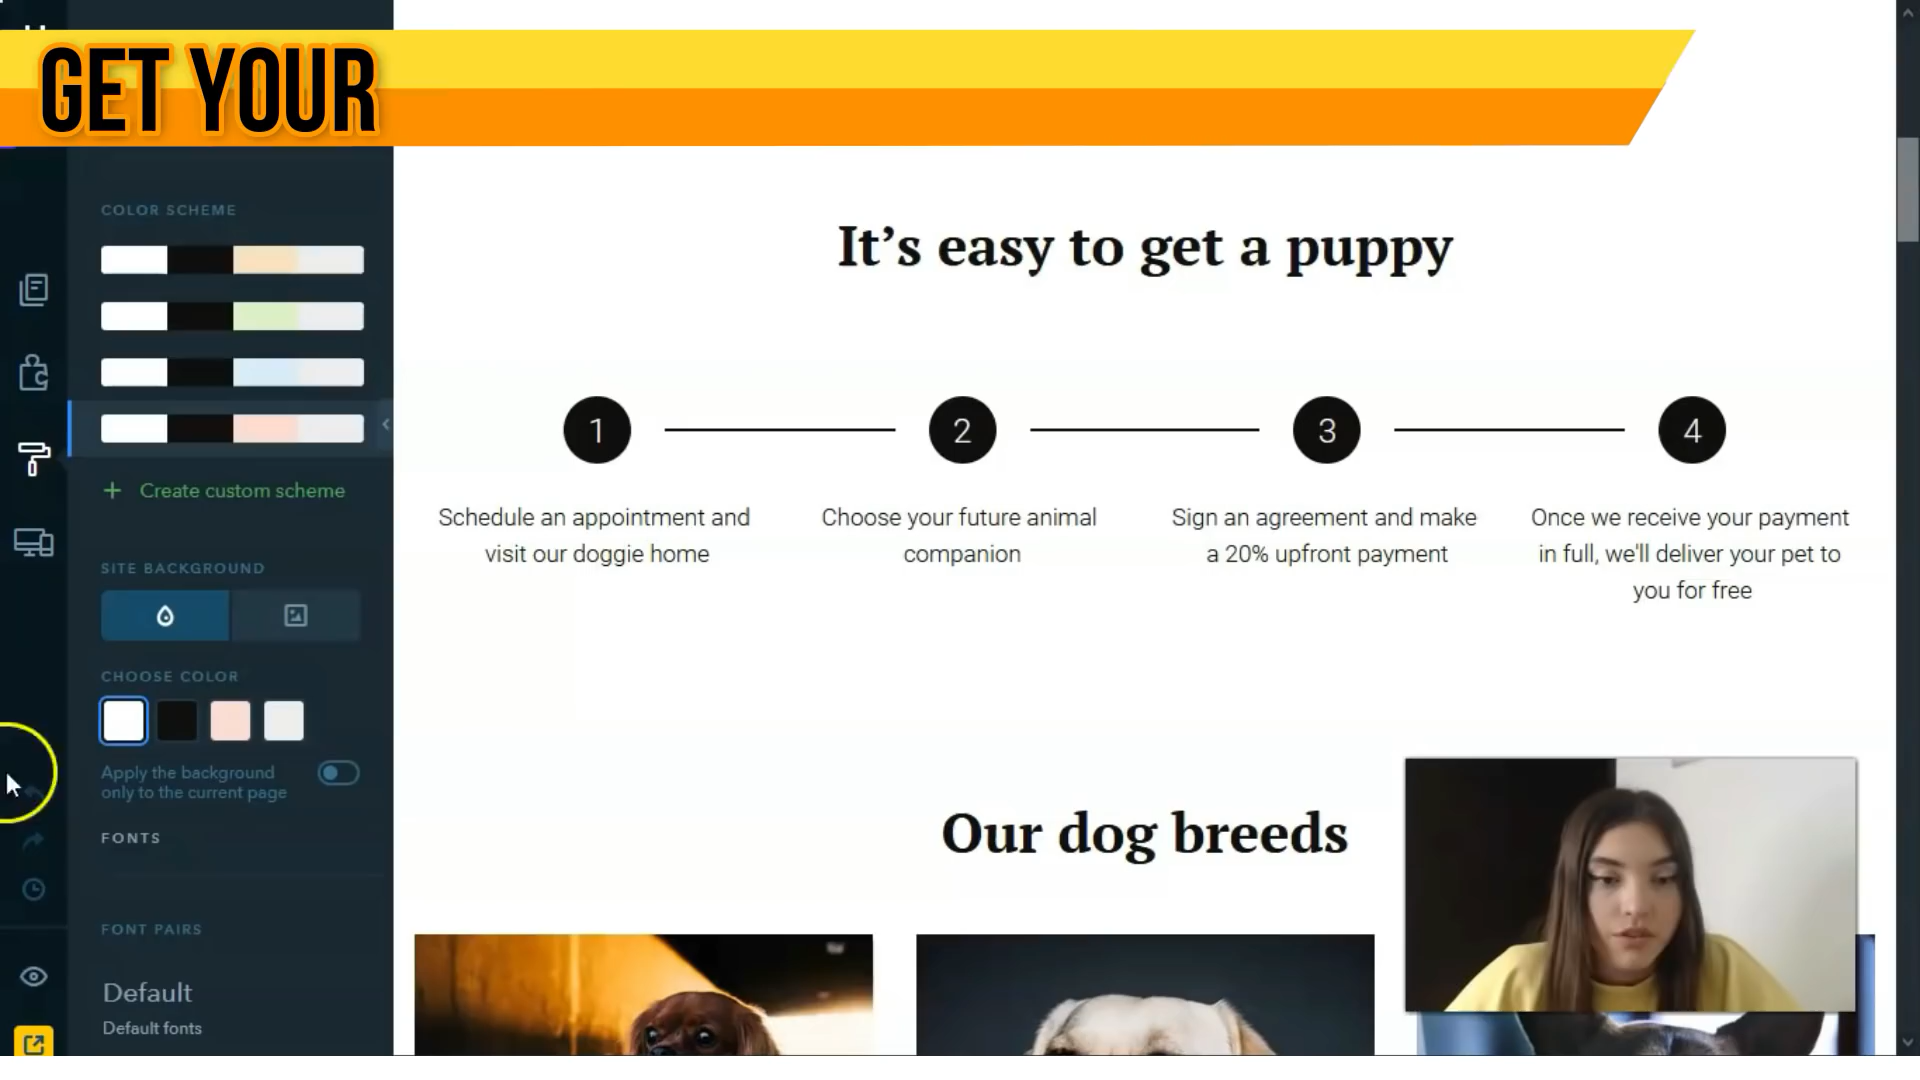 GET YOUR
COLOR SCHEME
+ Create custom scheme
SITE BACKGROUND
CHOOSE COLOR
Apply the background
only to the current page
FONTS
FONT PAIRS
Default
Default fonts
It's easy to get a puppy
1
2
3
4
Schedule an appointment and
visit our doggie home
Choose your future animal
companion
Sign an agreement and make
a 20% upfront payment
Once we receive your payment
in full, we'll deliver your pet to
you for free
Our dog breeds